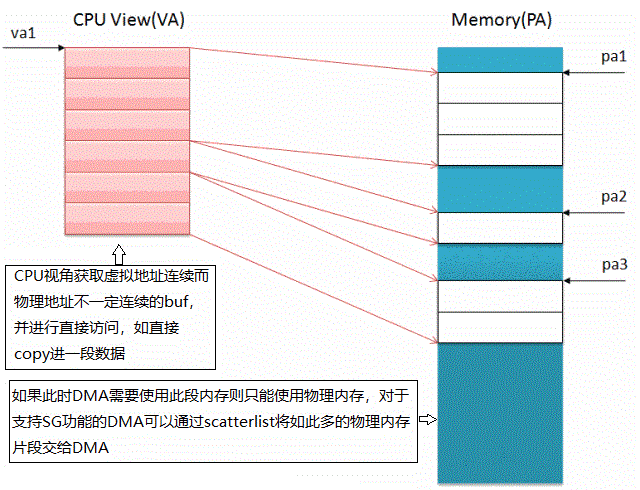 CPU View(VA)
Memory(PA)
va1
pa1
pa2
pa3
CPU视角获取虚拟地址连续而
物理地址不一定连续的buf，
并进行直接访问，如直接
copy进一段数据
如果此时DMA需要使用此段内存则只能使用物理内存，对于
支持SG功能的DMA可以通过scatterlist将如此多的物理内存
片段交给DMA